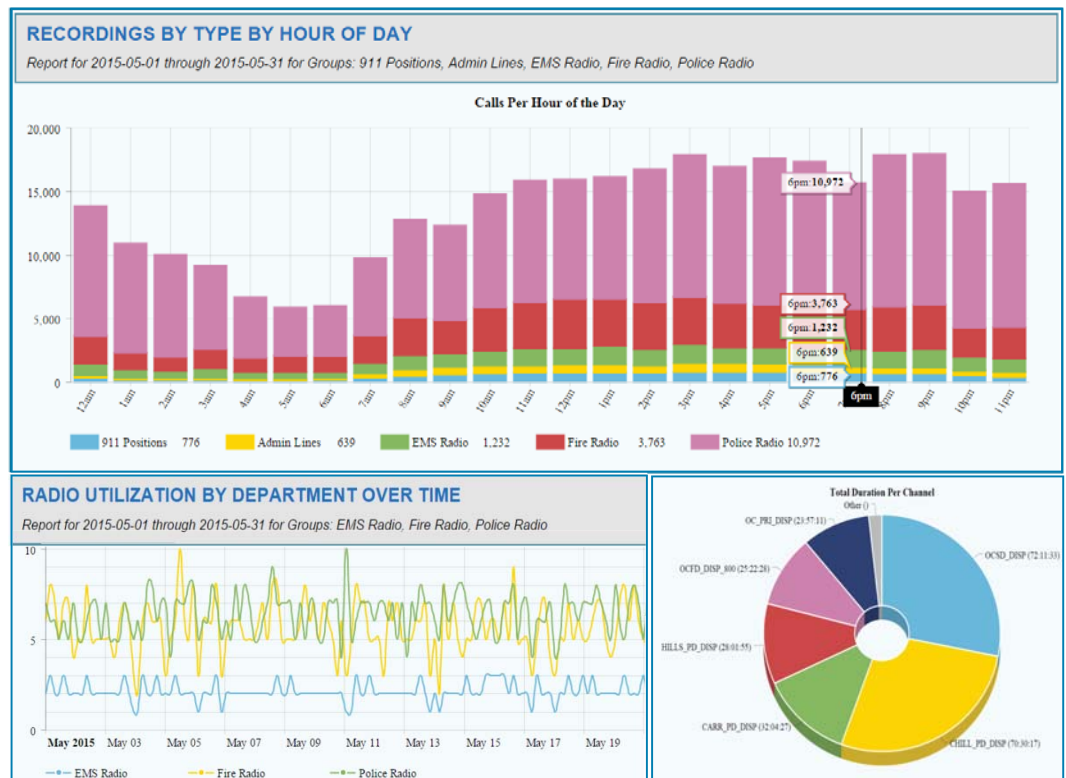 RECORDINGS BY TYPE BY HOUR OF DAY
Report for 2015-05-01 through 2015-05-31 for Groups: 911 Positions, Admin Lines, EMS Radio, Fire Radio, Police Radio
Calls Per Hour of the Day
20,000
15,000
10,000
5,000
0
6pm:10,972
6pm:3,763
6pm:1,232
6pm:639
6pm:776
6pm
12am 1am 2am 3am 4am 5am 6am 7am 8am 9am 10am 11am 12pm 1pm 2pm 3pm 4pm 5pm 6pm 8pm 9pm 10pm 11pm
911 Positions 776 Admin Lines 639 EMS Radio 1,232 Fire Radio 3,763 Police Radio 10,972
RADIO UTILIZATION BY DEPARTMENT OVER TIME
Report for 2015-05-01 through 2015-05-31 for Groups: EMS Radio, Fire Radio, Police Radio
10
5
0
May 2015 May 03 May 05 May 07 May 09 May 11 May 13 May 15 May 17 May 19
EMS Radio Fire Radio Police Radio
Total Duration Per Channel
Other ()
OC_PRI_DISP (23:57:11)
OCSD_DISP (72:11:33)
OCFD_DISP_800 (25:22:28)
HILLS_PD_DISP (28:01:55)
CARR_PD_DISP (32:04:27)
CHILL_PD_DISP (70:30:17)